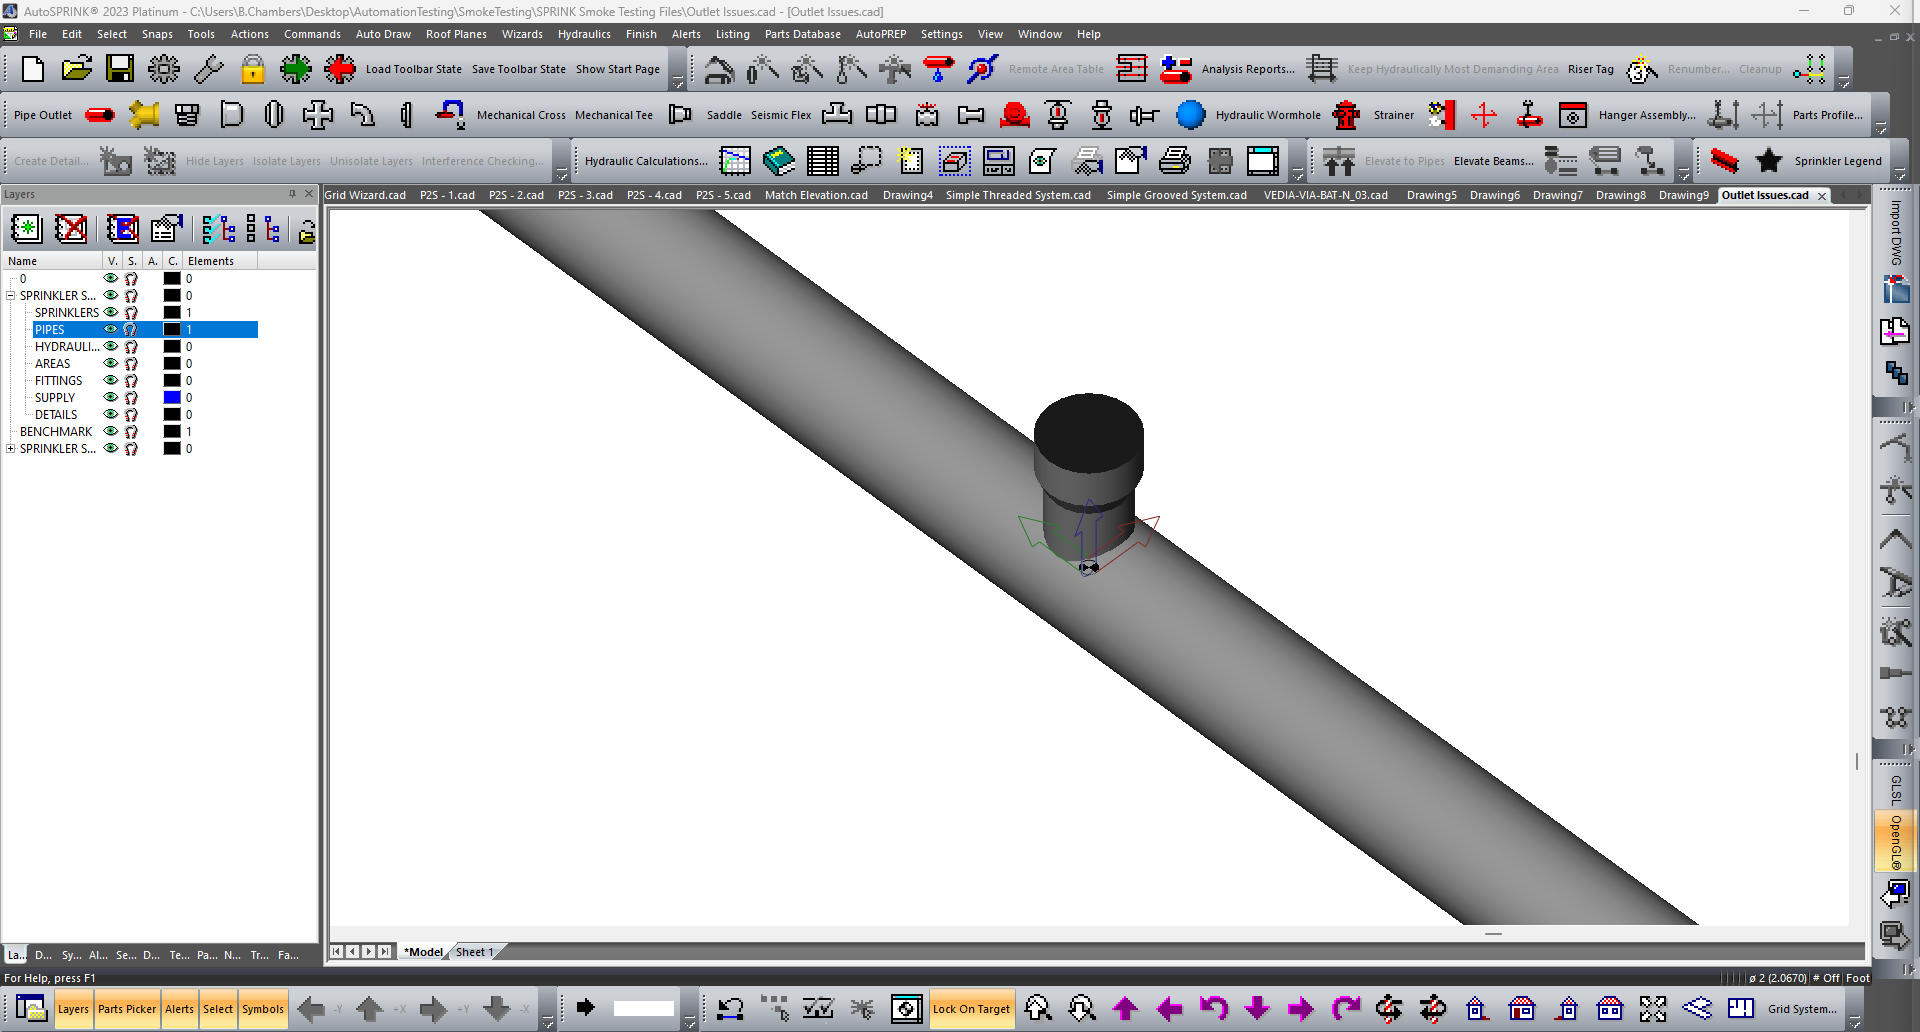 AutoSPRINK® 2023 Platinum - C:\Users\B.Chambers\Desktop\AutomationTesting\SmokeTesting\SPRINK Smoke Testing Files\Outlet Issues.cad - [Outlet Issues.cad]
File Edit Select Snaps Tools Actions Commands Auto Draw Roof Planes Wizards Hydraulics Finish Alerts Listing Parts Database AutoPREP Settings View Window Help
Load Toolbar State Save Toolbar State Show Start Page Remote Area Table Analysis Reports... Keep Hydraulically Most Demanding Area Riser Tag Renumber... Cleanup
Pipe Outlet Mechanical Cross Mechanical Tee Saddle Seismic Flex Hydraulic Wormhole Strainer Hanger Assembly... Parts Profile...
Create Detail... Hide Layers Isolate Layers Unisolate Layers Interference Checking... Hydraulic Calculations... Elevate to Pipes Elevate Beams... Sprinkler Legend
Layers
Grid Wizard.cad P2S - 1.cad P2S - 2.cad P2S - 3.cad P2S - 4.cad P2S - 5.cad Match Elevation.cad Drawing4 Simple Threaded System.cad Simple Grooved System.cad VEDIA-VIA-BAT-N_03.cad Drawing5 Drawing6 Drawing7 Drawing8 Drawing9 Outlet Issues.cad
Name V. S. A. C. Elements
0 0
SPRINKLER S... 0
SPRINKLERS 1
PIPES 1
HYDRAULI... 0
AREAS 0
FITTINGS 0
SUPPLY 0
DETAILS 0
BENCHMARK 1
SPRINKLER S... 0
Import DWG
GLSL
OpenGL®
La... D... Sy... Al... Se... D... Te... Pa... N... Tr... Fa...
*Model Sheet 1
For Help, press F1
ø 2 (2.0670) # Off Foot
Layers Parts Picker Alerts Select Symbols -Y +X +Y -X Lock On Target Grid System...